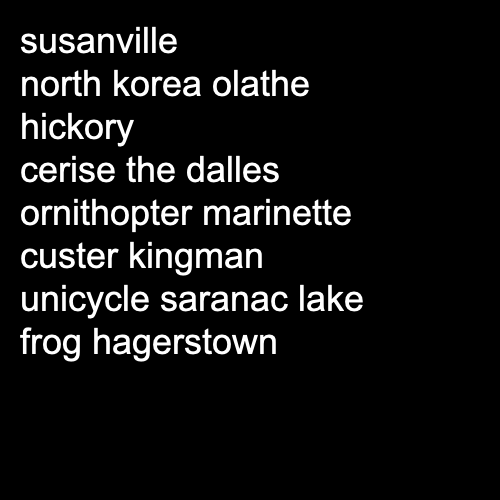 susanville
north korea olathe
hickory
cerise the dalles
ornithopter marinette
custer kingman
unicycle saranac lake
frog hagerstown